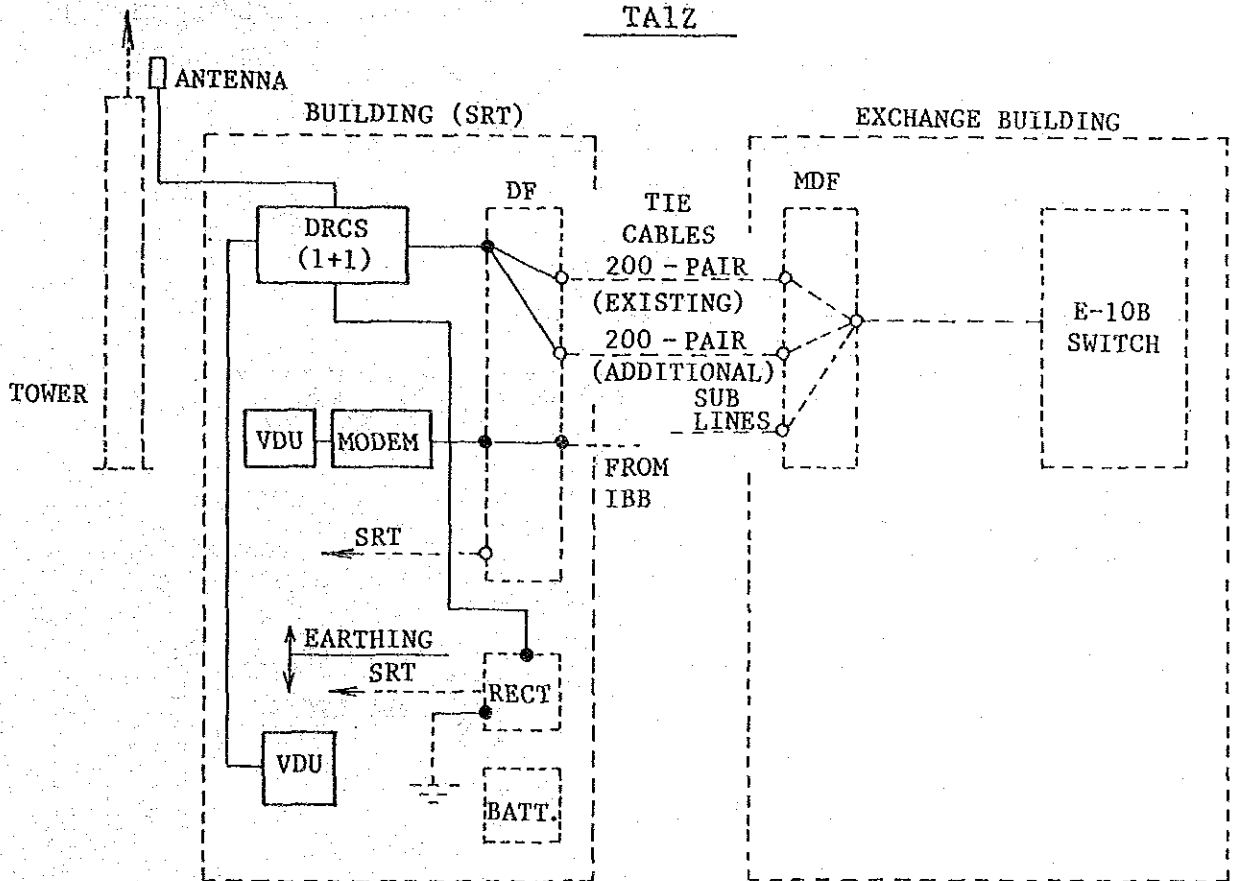 TA1Z
ANTENNA
BUILDING (SRT)
EXCHANGE BUILDING
DF
TIE
CABLES
MDF
DRCS
(1+1)
200-PAIR
(EXISTING)
E-10B
SWITCH
200-PAIR
(ADDITIONAL)
TOWER
SUB
LINES
VDU
MODEM
FROM
IBB
SRT
EARTHING
SRT
RECT
VDU
BATT.